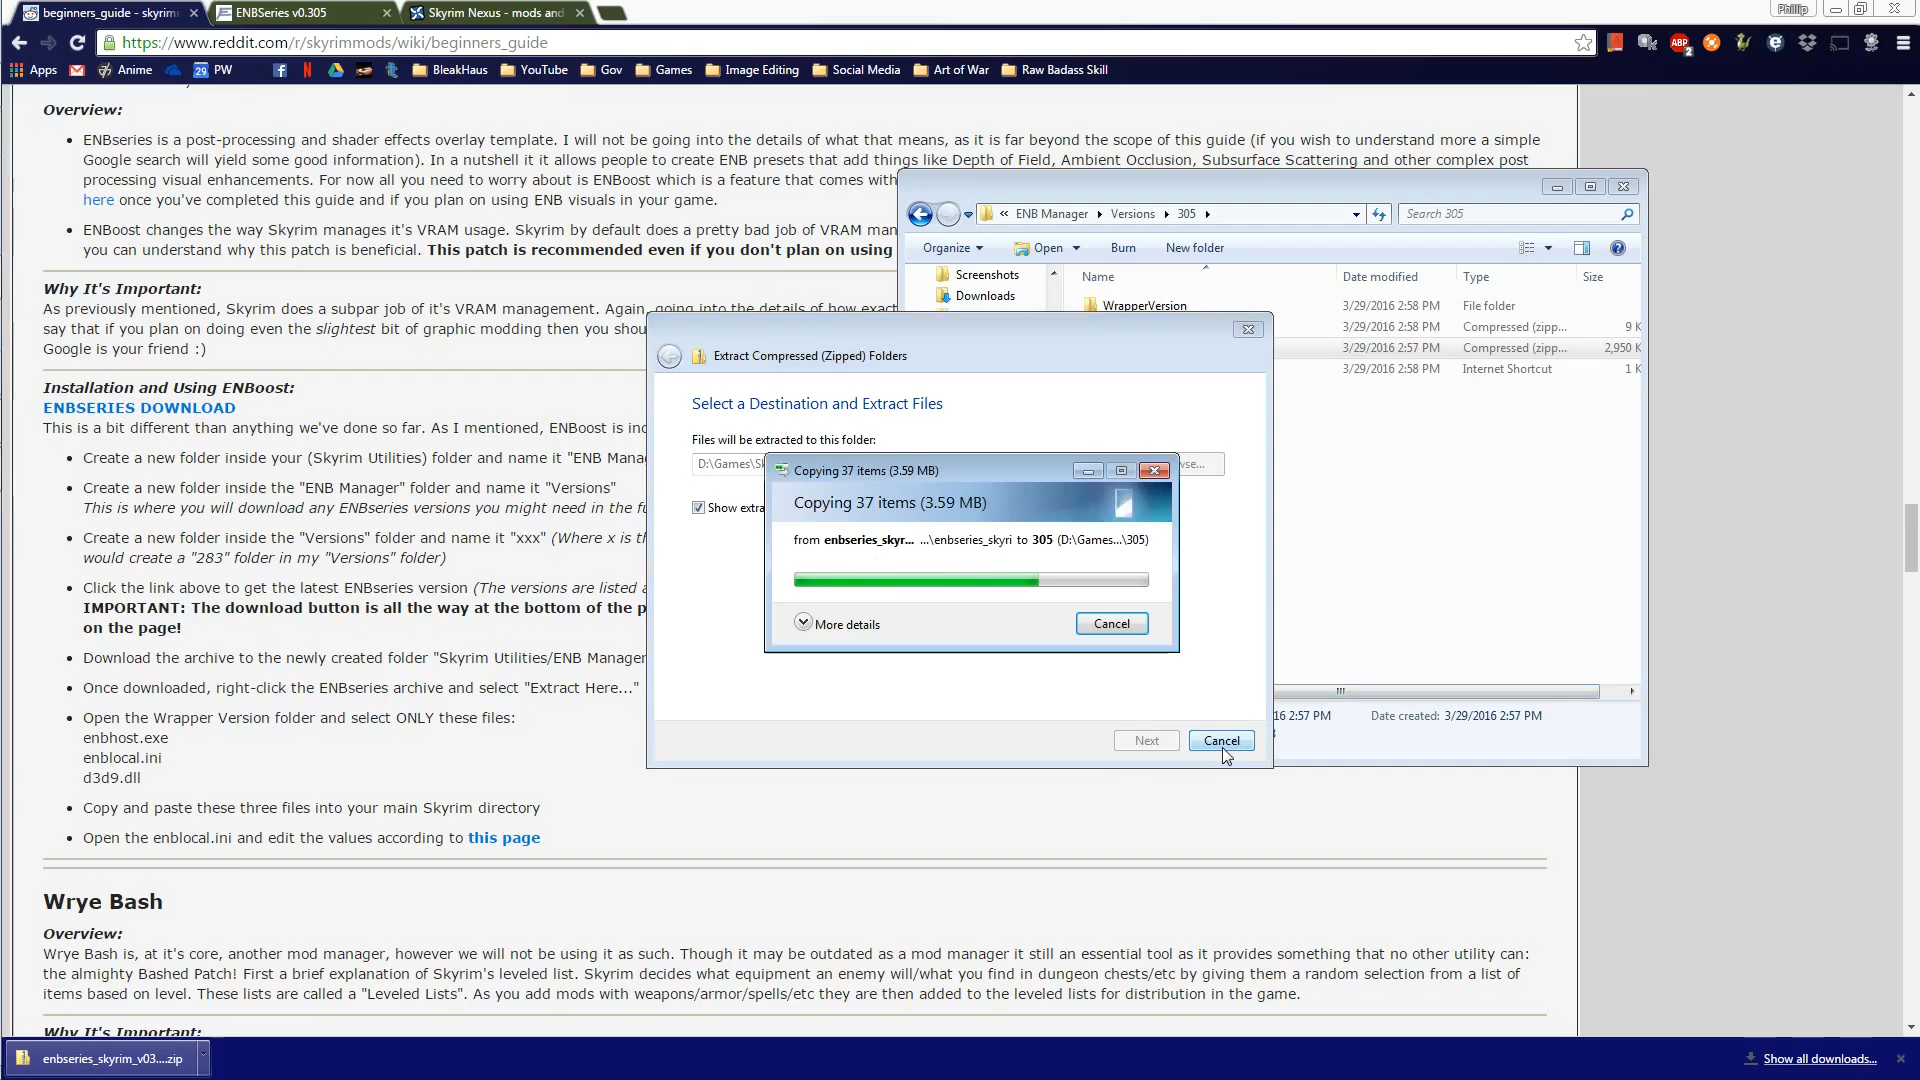 beginners_guide - skyrimm
ENBSeries v0.305
Skyrim Nexus - mods and
Phillip
https://www.reddit.com/r/skyrimmods/wiki/beginners_guide
ABP
2
Apps
Anime
29 PW
BleakHaus
YouTube
Gov
Games
Image Editing
Social Media
Art of War
Raw Badass Skill
Overview:
• ENBseries is a post-processing and shader effects overlay template. I will not be going into the details of what that means, as it is far beyond the scope of this guide (if you wish to understand more a simple
Google search will yield some good information). In a nutshell it it allows people to create ENB presets that add things like Depth of Field, Ambient Occlusion, Subsurface Scattering and other complex post
processing visual enhancements. For now all you need to worry about is ENBoost which is a feature that comes with
here once you've completed this guide and if you plan on using ENB visuals in your game.
• ENBoost changes the way Skyrim manages it's VRAM usage. Skyrim by default does a pretty bad job of VRAM man
you can understand why this patch is beneficial. This patch is recommended even if you don't plan on using
Why It's Important:
As previously mentioned, Skyrim does a subpar job of it's VRAM management. Again, going into the details of how exact
say that if you plan on doing even the slightest bit of graphic modding then you shou
Google is your friend :)
Installation and Using ENBoost:
ENBSERIES DOWNLOAD
This is a bit different than anything we've done so far. As I mentioned, ENBoost is inc
• Create a new folder inside your (Skyrim Utilities) folder and name it "ENB Mana
• Create a new folder inside the "ENB Manager" folder and name it "Versions"
This is where you will download any ENBseries versions you might need in the fu
• Create a new folder inside the "Versions" folder and name it "xxx" (Where x is th
would create a "283" folder in my "Versions" folder)
• Click the link above to get the latest ENBseries version (The versions are listed a
IMPORTANT: The download button is all the way at the bottom of the p
on the page!
• Download the archive to the newly created folder "Skyrim Utilities/ENB Manager
• Once downloaded, right-click the ENBseries archive and select "Extract Here..."
• Open the Wrapper Version folder and select ONLY these files:
enbhost.exe
enblocal.ini
d3d9.dll
• Copy and paste these three files into your main Skyrim directory
• Open the enblocal.ini and edit the values according to this page
Wrye Bash
Overview:
Wrye Bash is, at it's core, another mod manager, however we will not be using it as such. Though it may be outdated as a mod manager it still an essential tool as it provides something that no other utility can:
the almighty Bashed Patch! First a brief explanation of Skyrim's leveled list. Skyrim decides what equipment an enemy will/what you find in dungeon chests/etc by giving them a random selection from a list of
items based on level. These lists are called a "Leveled Lists". As you add mods with weapons/armor/spells/etc they are then added to the leveled lists for distribution in the game.
Why It's Important:
« ENB Manager
Versions
305
Search 305
Organize
Open
Burn
New folder
Screenshots
Downloads
Name
Date modified
Type
Size
WrapperVersion
3/29/2016 2:58 PM
File folder
3/29/2016 2:58 PM
Compressed (zipp...
9 K
3/29/2016 2:57 PM
Compressed (zipp...
2,950 K
3/29/2016 2:58 PM
Internet Shortcut
1 K
16 2:57 PM
Date created: 3/29/2016 2:57 PM
Extract Compressed (Zipped) Folders
Select a Destination and Extract Files
Files will be extracted to this folder:
D:\Games\Sk
wse...
Show extra
Next
Cancel
Copying 37 items (3.59 MB)
Copying 37 items (3.59 MB)
from enbseries_skyr... ...\enbseries_skyri to 305 (D:\Games...\305)
More details
Cancel
enbseries_skyrim_v03....zip
Show all downloads...